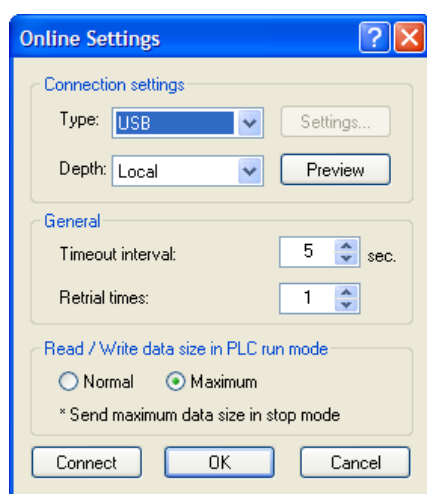 Online Settings
?
Connection settings
Type: USB Settings...
Depth: Local Preview
General
Timeout interval: 5 sec.
Retrial times: 1
Read / Write data size in PLC run mode
Normal Maximum
* Send maximum data size in stop mode
Connect OK Cancel